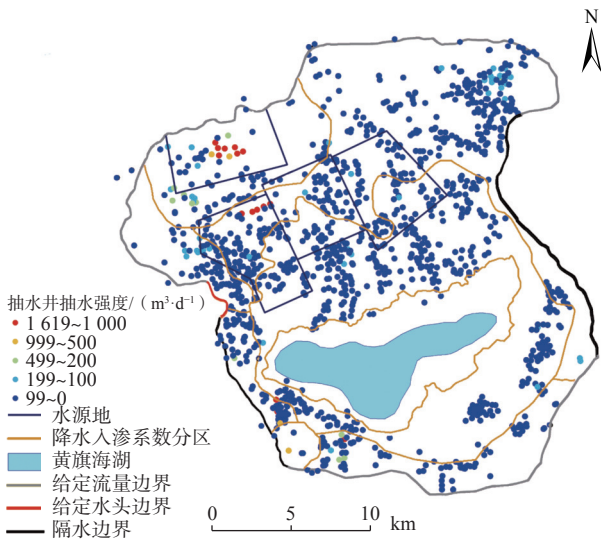 N
抽水井抽水强度/（m³·d⁻¹）
1 619~1 000
999~500
499~200
199~100
99~0
水源地
降水入渗系数分区
黄旗海湖
给定流量边界
给定水头边界
隔水边界
0 5 10
km